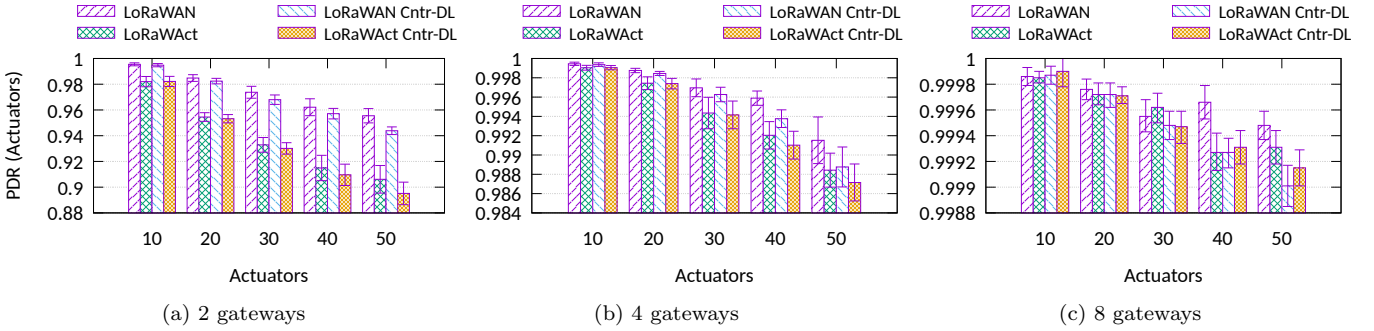 LoRaWAN LoRaWAN Cntr-DL
LoRaWAct LoRaWAct Cntr-DL
PDR (Actuators)
1
0.98
0.96
0.94
0.92
0.9
0.88
10 20 30 40 50
Actuators
(a) 2 gateways
LoRaWAN LoRaWAN Cntr-DL
LoRaWAct LoRaWAct Cntr-DL
1
0.998
0.996
0.994
0.992
0.99
0.988
0.986
0.984
10 20 30 40 50
Actuators
(b) 4 gateways
LoRaWAN LoRaWAN Cntr-DL
LoRaWAct LoRaWAct Cntr-DL
1
0.9998
0.9996
0.9994
0.9992
0.999
0.9988
10 20 30 40 50
Actuators
(c) 8 gateways